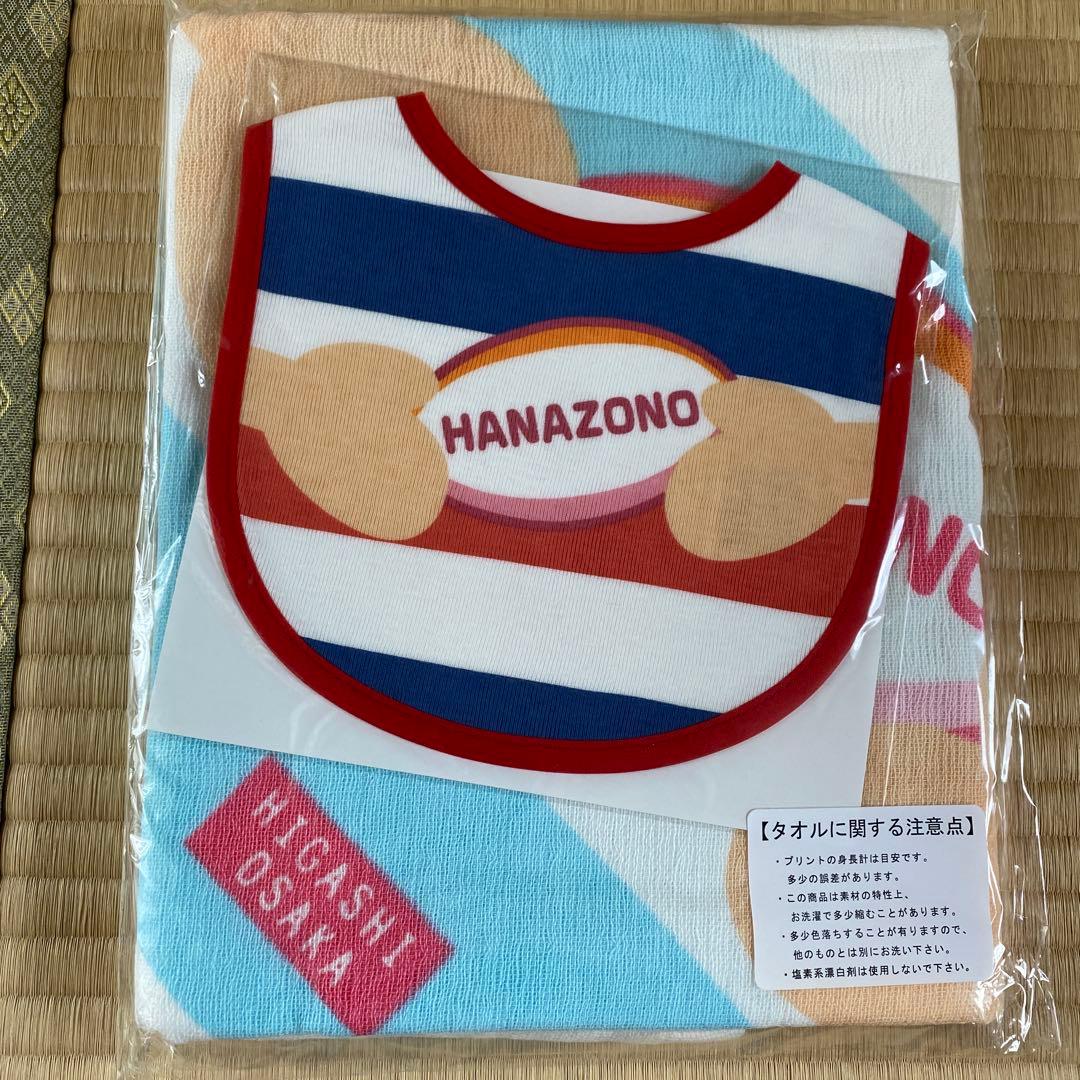 HANAZONO
NO
HIGASHI
OSAKA
【タオルに関する注意点】
・プリントの身長計は目安です。
多少の誤差があります。
・この商品は素材の特性上、
お洗濯で多少縮むことがあります。
・多少色落ちすることが有りますので、
他のものとは別にお洗い下さい。
・塩素系漂白剤は使用しないで下さい。